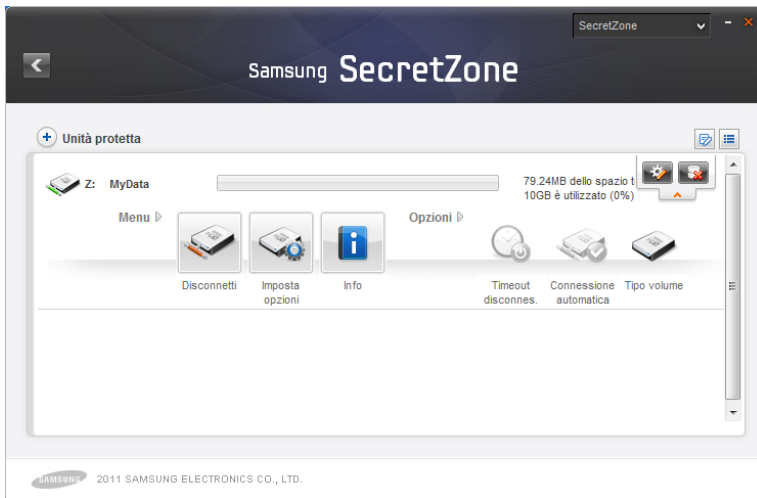 SecretZone
Samsung SecretZone
Unità protetta
Z: MyData
79.24MB dello spazio t
10GB è utilizzato (0%)
Menu
Opzioni
Disconnetti
Imposta
opzioni
Info
Timeout
disconnes.
Connessione
automatica
Tipo volume
SAMSUNG
2011 SAMSUNG ELECTRONICS CO., LTD.